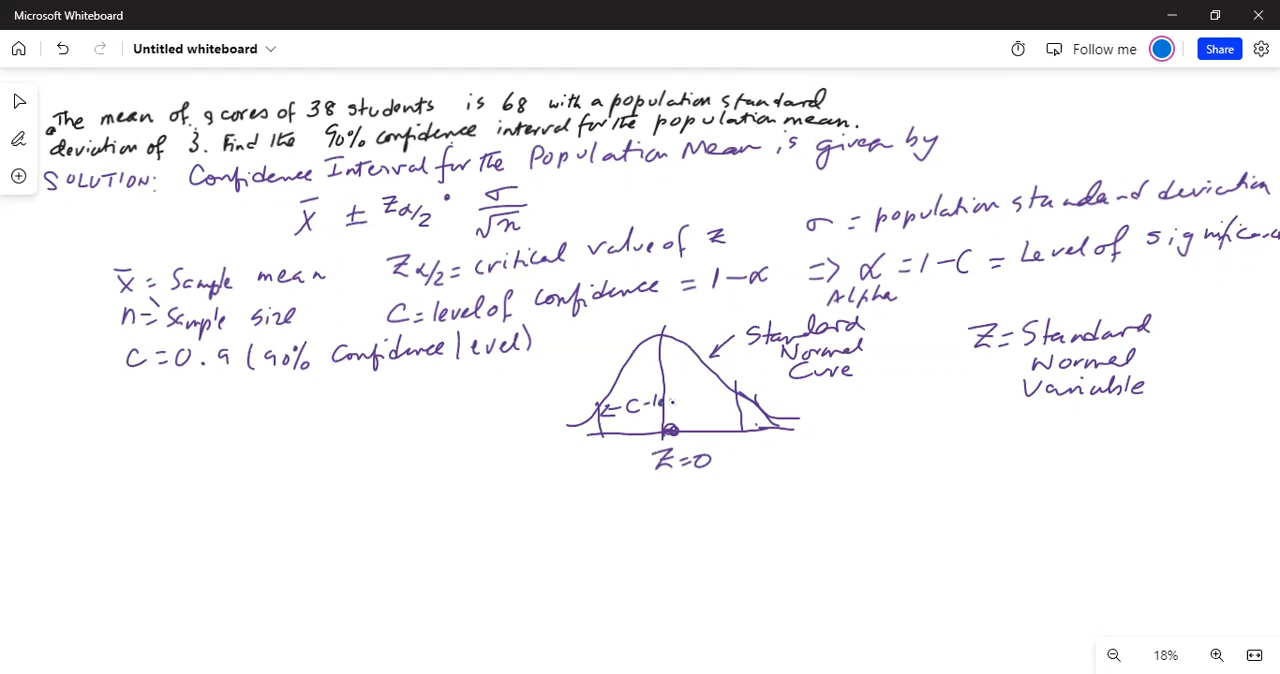 Microsoft Whiteboard
Untitled whiteboard
Follow me
Share
The mean of scores of 38 students is 68 with a population standard
deviation of 3. Find the 90% confidence interval for the population mean.
SOLUTION: Confidence Interval for the Population Mean is given by
x̄ ± Zα/2 · σ/√n
σ = population standard deviation
x̄ = Sample mean
Zα/2 = critical value of z
n = Sample size
C = level of confidence = 1-α => α = 1-C = Level of significance
Alpha
C = 0.9 (90% Confidence level)
Standard
Normal
Curve
Z = Standard
Normal
Variable
Z=0
18%